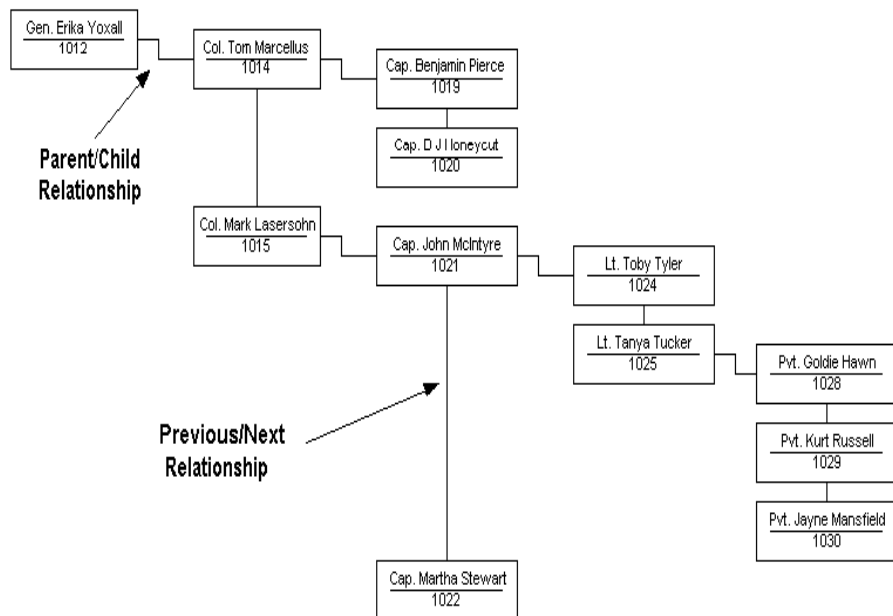 Gen. Erika Yoxall
1012
Col. Tom Marcellus
1014
Cap. Benjamin Pierce
1019
Cap.
1020
Parent/Child
Relationship
Col. Mark Lasersohn
1015
Cap. John McIntyre
1021
Lt. Toby Tyler
1024
Lt. Tanya Tucker
1025
Pvt. Goldie Hawn
1028
Pvt. Kurt Russell
1029
Pvt. Jayne Mansfield
1030
Previous/Next
Relationship
Cap. Martha Stewart
1022